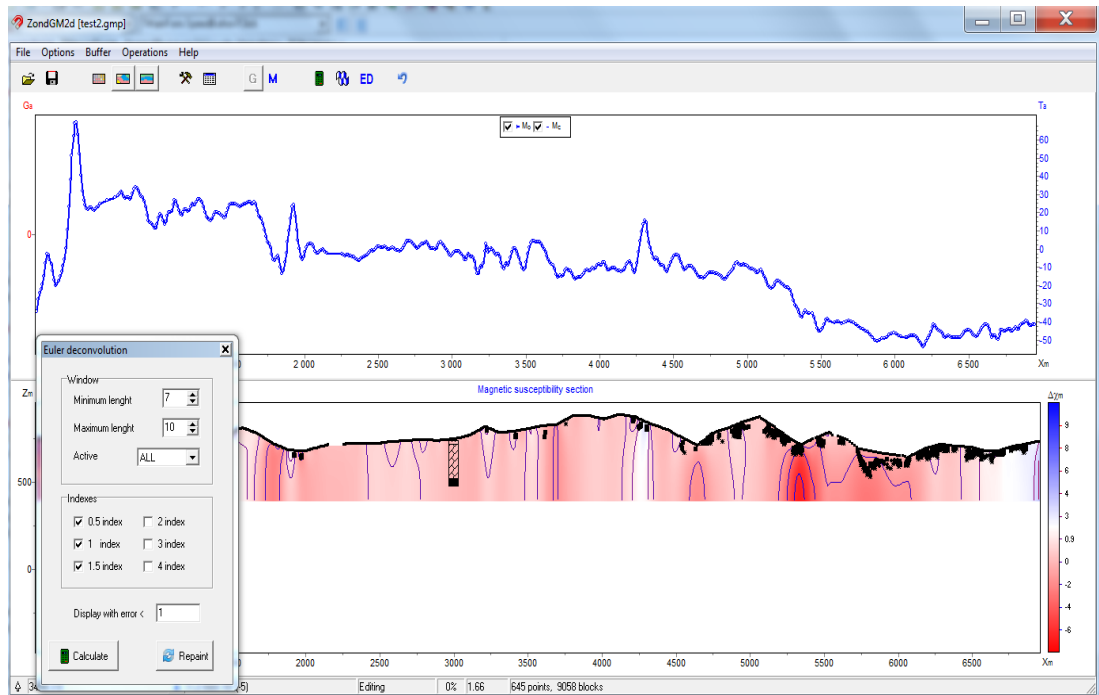 ZondGM2d [test2.gmp]
File Options Buffer Operations Help
G M ED
Ga
Ta
Mo Mc
60
50
40
30
20
10
0
-10
-20
-30
-40
-50
0
2 000 2 500 3 000 3 500 4 000 4 500 5 000 5 500 6 000 6 500 Xm
Euler deconvolution
Window
Minimum lenght 7
Maximum lenght 10
Active ALL
Indexes
0.5 index 2 index
1 index 3 index
1.5 index 4 index
Display with error < 1
Calculate Repaint
Zm
Magnetic susceptibility section
Δχm
500
0
9
8
6
4
3
0.9
0
-2
-4
-6
2000 2500 3000 3500 4000 4500 5000 5500 6000 6500 Xm
Editing 0% 1.66 645 points, 9058 blocks